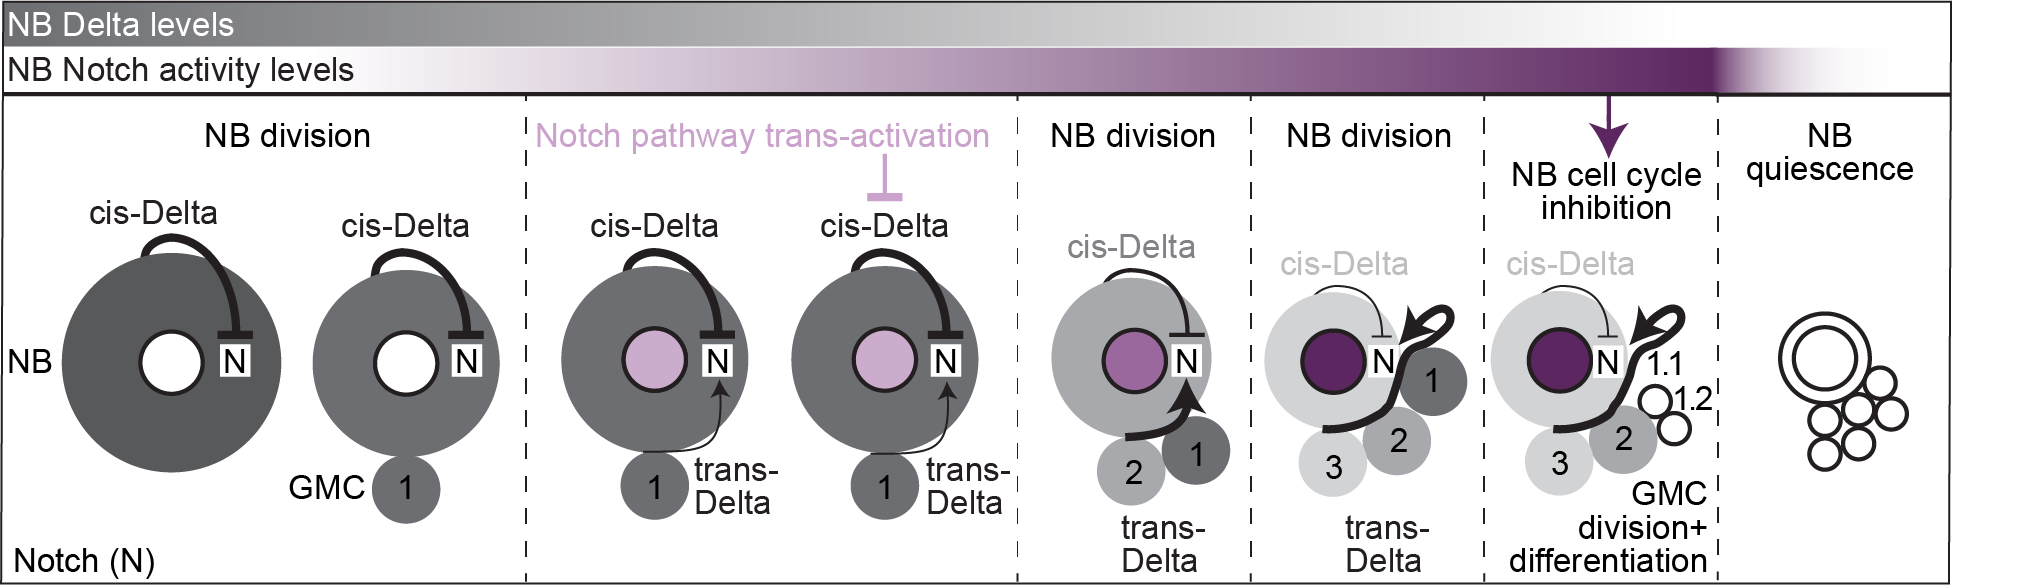 NB Delta levels
NB Notch activity levels
NB division
cis-Delta
cis-Delta
NB
N
N
GMC
1
Notch (N)
Notch pathway trans-activation
cis-Delta
cis-Delta
N
N
1
trans-
Delta
1
trans-
Delta
NB division
cis-Delta
N
1
2
trans-
Delta
NB division
cis-Delta
N
1
2
3
trans-
Delta
NB cell cycle
inhibition
cis-Delta
N
1.1
1.2
2
3
GMC
division+
differentiation
NB
quiescence